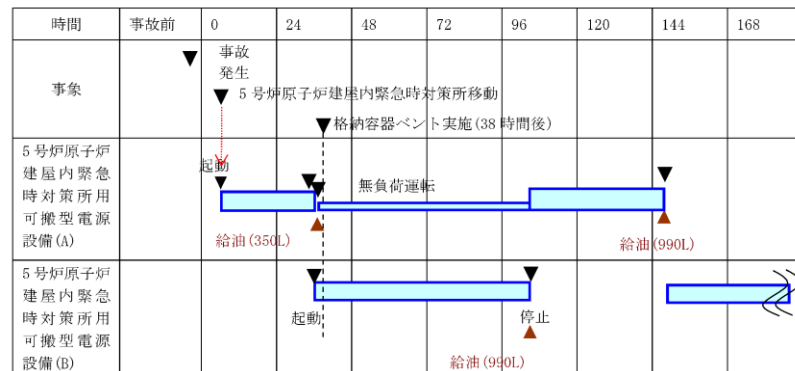 時間 事故前 0 24 48 72 96 120 144 168
事象
事故
発生
5号炉原子炉建屋内緊急時対策所移動
格納容器ベント実施(38時間後)
5号炉原子炉
建屋内緊急
時対策所用
可搬型電源
設備(A)
起動
無負荷運転
給油(350L)
給油(990L)
5号炉原子炉
建屋内緊急
時対策所用
可搬型電源
設備(B)
起動
停止
給油(990L)